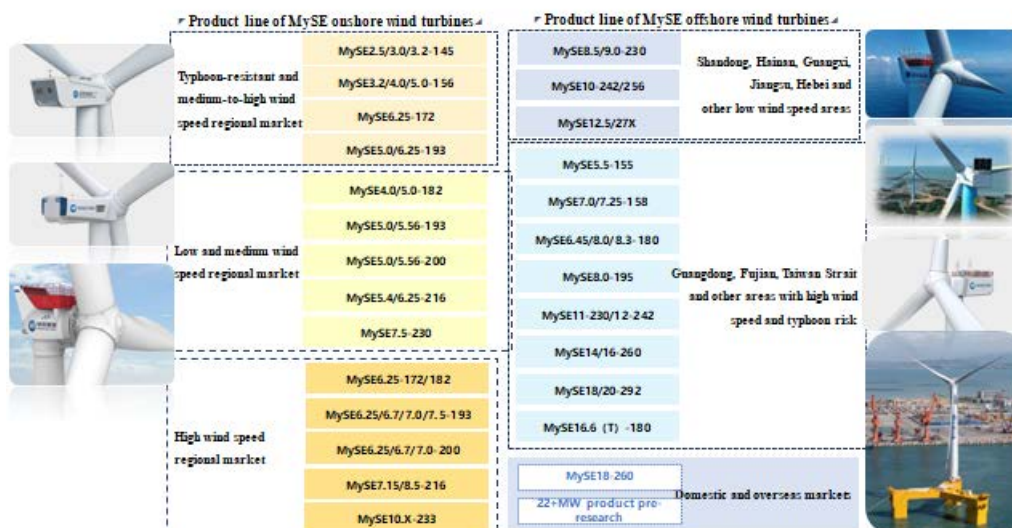 Product line of MySE onshore wind turbines
Typhoon-resistant and
medium-to-high wind
speed regional market
MySE2.5/3.0/3.2-145
MySE3.2/4.0/5.0-156
MySE6.25-172
MySE5.0/6.25-193
Low and medium wind
speed regional market
MySE4.0/5.0-182
MySE5.0/5.56-193
MySE5.0/5.56-200
MySE5.4/6.25-216
MySE7.5-230
High wind speed
regional market
MySE6.25-172/182
MySE6.25/6.7/7.0/7.5-193
MySE6.25/6.7/7.0-200
MySE7.15/8.5-216
MySE10.X-233
Product line of MySE offshore wind turbines
MySE8.5/9.0-230
MySE10-242/256
MySE12.5/27X
Shandong, Hainan, Guangxi,
Jiangsu, Hebei and
other low wind speed areas
MySE5.5-155
MySE7.0/7.25-158
MySE6.45/8.0/8.3-180
MySE8.0-195
MySE11-230/12-242
MySE14/16-260
MySE18/20-292
MySE16.6 (T) -180
Guangdong, Fujian, Taiwan Strait
and other areas with high wind
speed and typhoon risk
MySE18-260
22+MW product pre-
research
Domestic and overseas markets